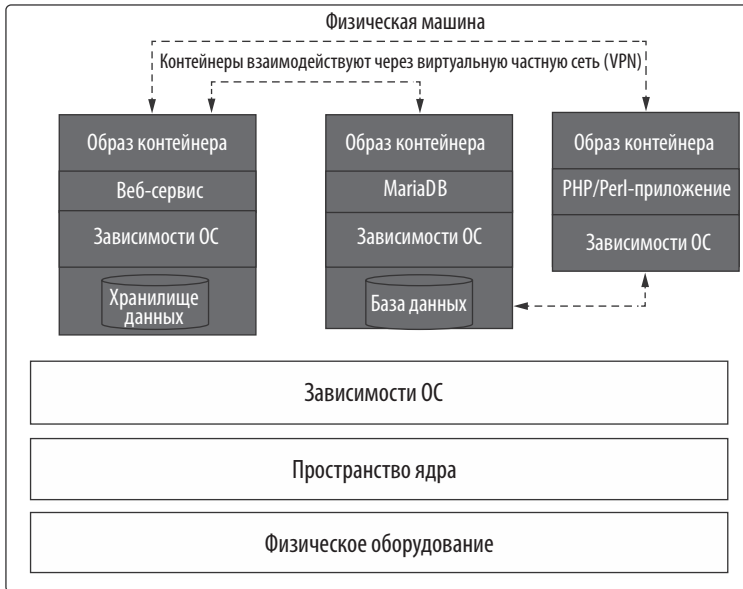 Физическая машина
Контейнеры взаимодействуют через виртуальную частную сеть (VPN)
Образ контейнера
Веб-сервис
Зависимости ОС
Хранилище
данных
Образ контейнера
MariaDB
Зависимости ОС
База данных
Образ контейнера
PHP/Perl-приложение
Зависимости ОС
Зависимости ОС
Пространство ядра
Физическое оборудование